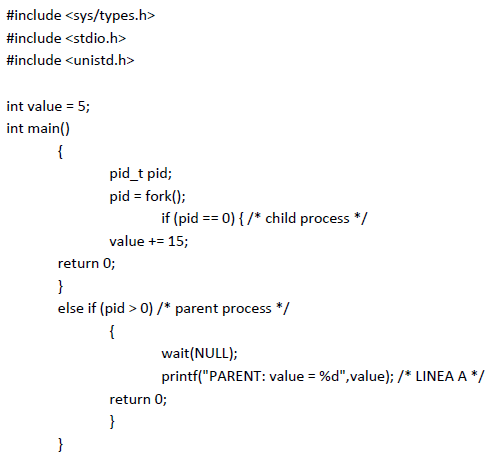 #include <sys/types.h>
#include <stdio.h>
#include <unistd.h>
int value = 5;
int main()
{
pid_t pid;
pid = fork();
if (pid == 0) { /* child process */
value += 15;
return 0;
}
else if (pid > 0) /* parent process */
{
wait(NULL);
printf("PARENT: value = %d",value); /* LINEA A */
return 0;
}
}